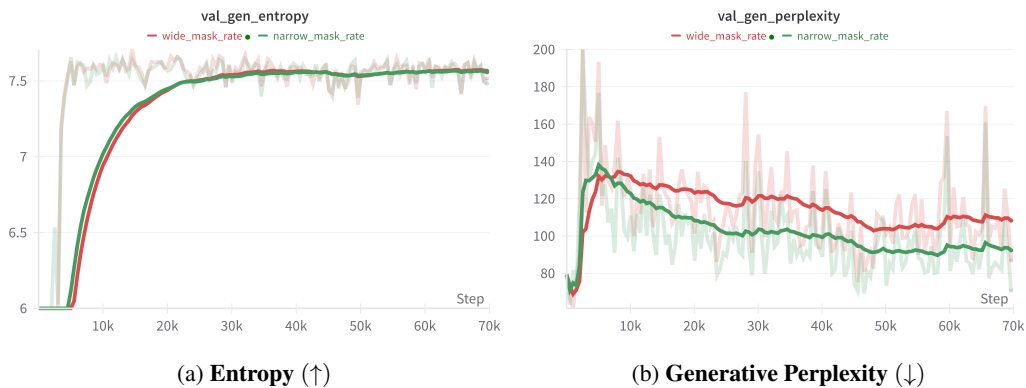 val_gen_entropy
wide_mask_rate narrow_mask_rate
7.5
7
6.5
6
10k 20k 30k 40k 50k 60k 70k
Step
(a) Entropy (↑)
val_gen_perplexity
wide_mask_rate narrow_mask_rate
200
180
160
140
120
100
80
10k 20k 30k 40k 50k 60k 70k
Step
(b) Generative Perplexity (↓)